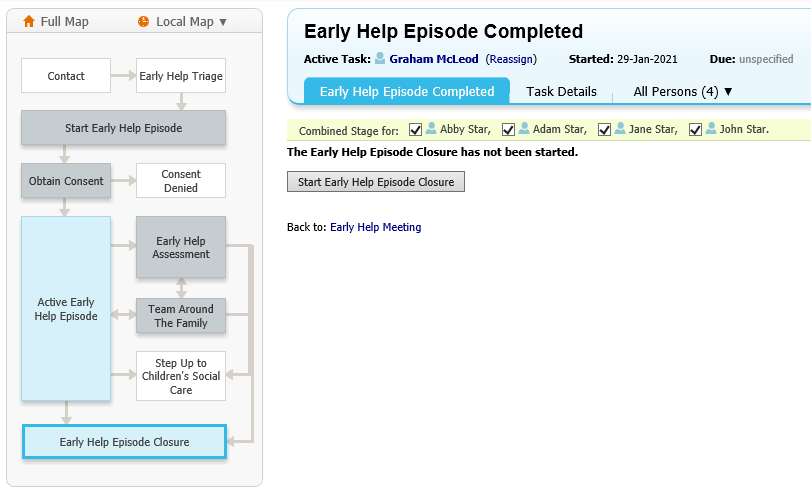 Full Map
Local Map ▼
Contact
Early Help Triage
Start Early Help Episode
Obtain Consent
Consent
Denied
Early Help
Assessment
Active Early
Help Episode
Team Around
The Family
Step Up to
Children's Social
Care
Early Help Episode Closure
Early Help Episode Completed
Active Task: Graham McLeod (Reassign) Started: 29-Jan-2021 Due: unspecified
Early Help Episode Completed Task Details All Persons (4) ▼
Combined Stage for: Abby Star, Adam Star, Jane Star, John Star.
The Early Help Episode Closure has not been started.
Start Early Help Episode Closure
Back to: Early Help Meeting